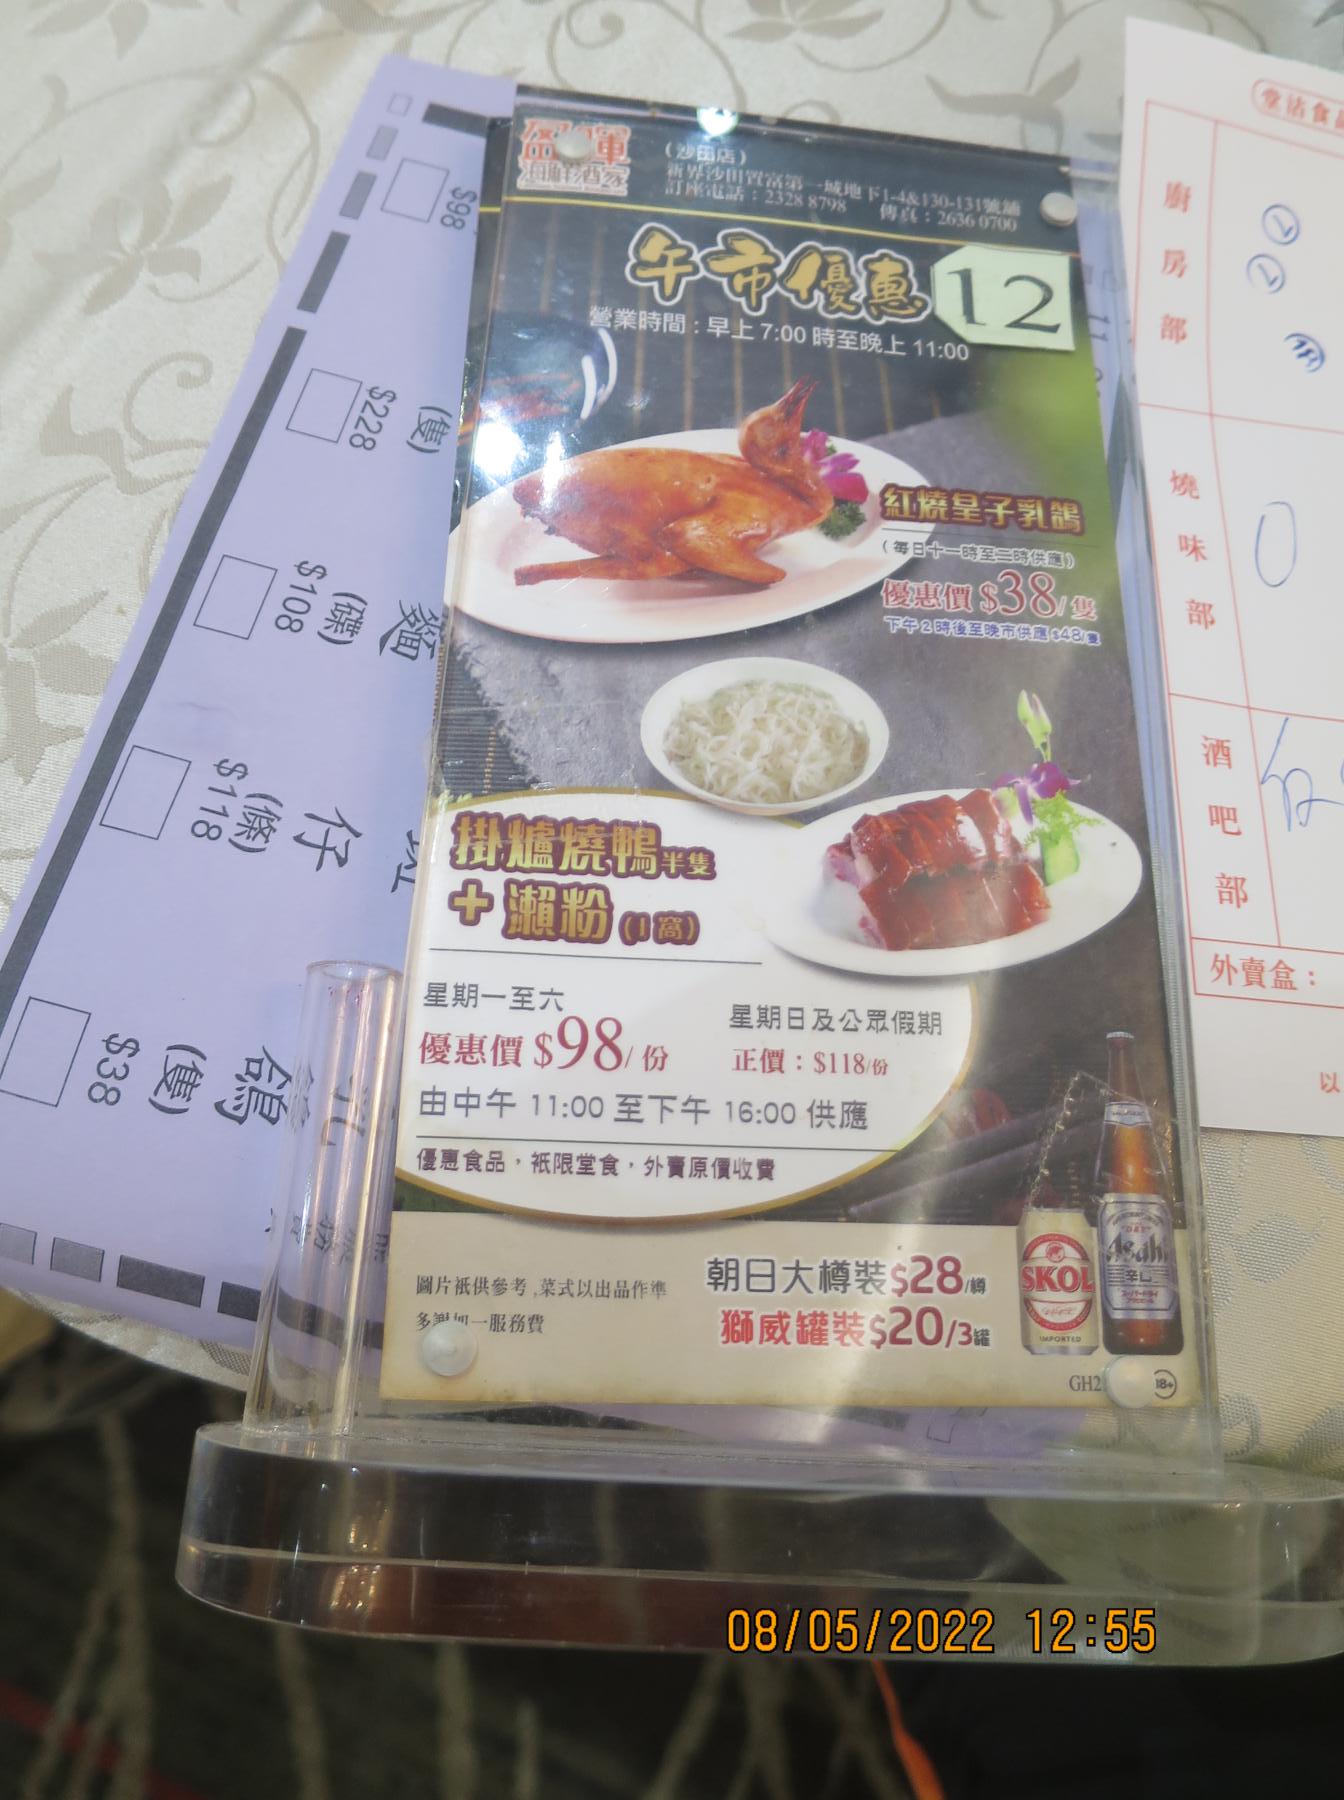 海鮮酒家
(沙田店)
新界沙田置富第一城地下1-4&130-131號舖
訂座電話：2328 8798 傳真：2636 0700
午市優惠
12
營業時間：早上 7:00 時至晚上 11:00
紅燒皇子乳鴿
(每日十一時至二時供應)
優惠價 $38/隻
下午2時後至晚市供應$48/隻
掛爐燒鴨半隻
+ 瀨粉 (1窩)
星期一至六
優惠價 $98/份
星期日及公眾假期
正價：$118/份
由中午 11:00 至下午 16:00 供應
優惠食品，祇限堂食，外賣原價收費
圖片祇供參考,菜式以出品作準
多謝加一服務費
朝日大樽裝$28/樽
獅威罐裝$20/3罐
SKOL
IMPORTED
Asahi
辛口
18+
$98
(隻)
$228
麵
(磔)
$108
仔
(條)
$118
鴿
(隻)
$38
廚房部
燒味部
酒吧部
外賣盒：
以
08/05/2022 12:55